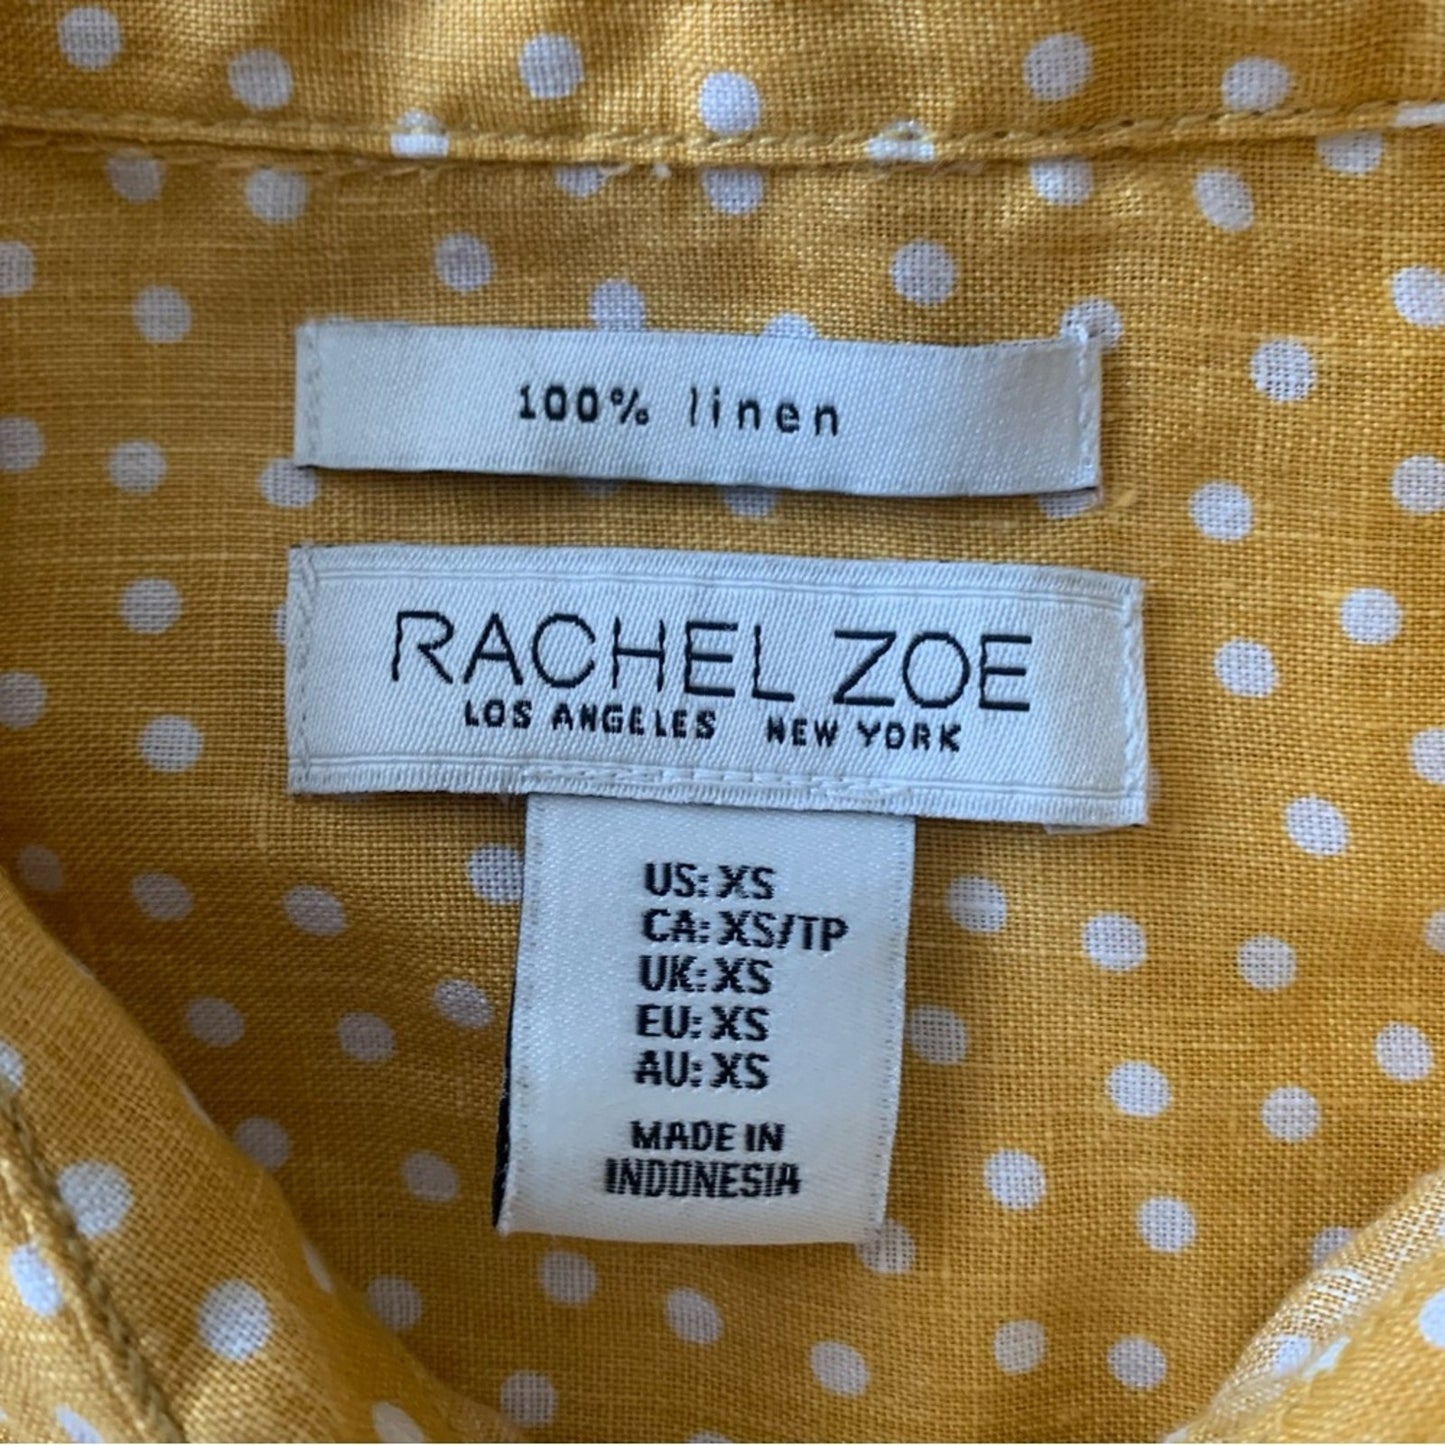 100% linen
RACHEL ZOE
LOS ANGELES NEW YORK
US: XS
CA: XS/TP
UK: XS
EU: XS
AU: XS
MADE IN
INDONESIA